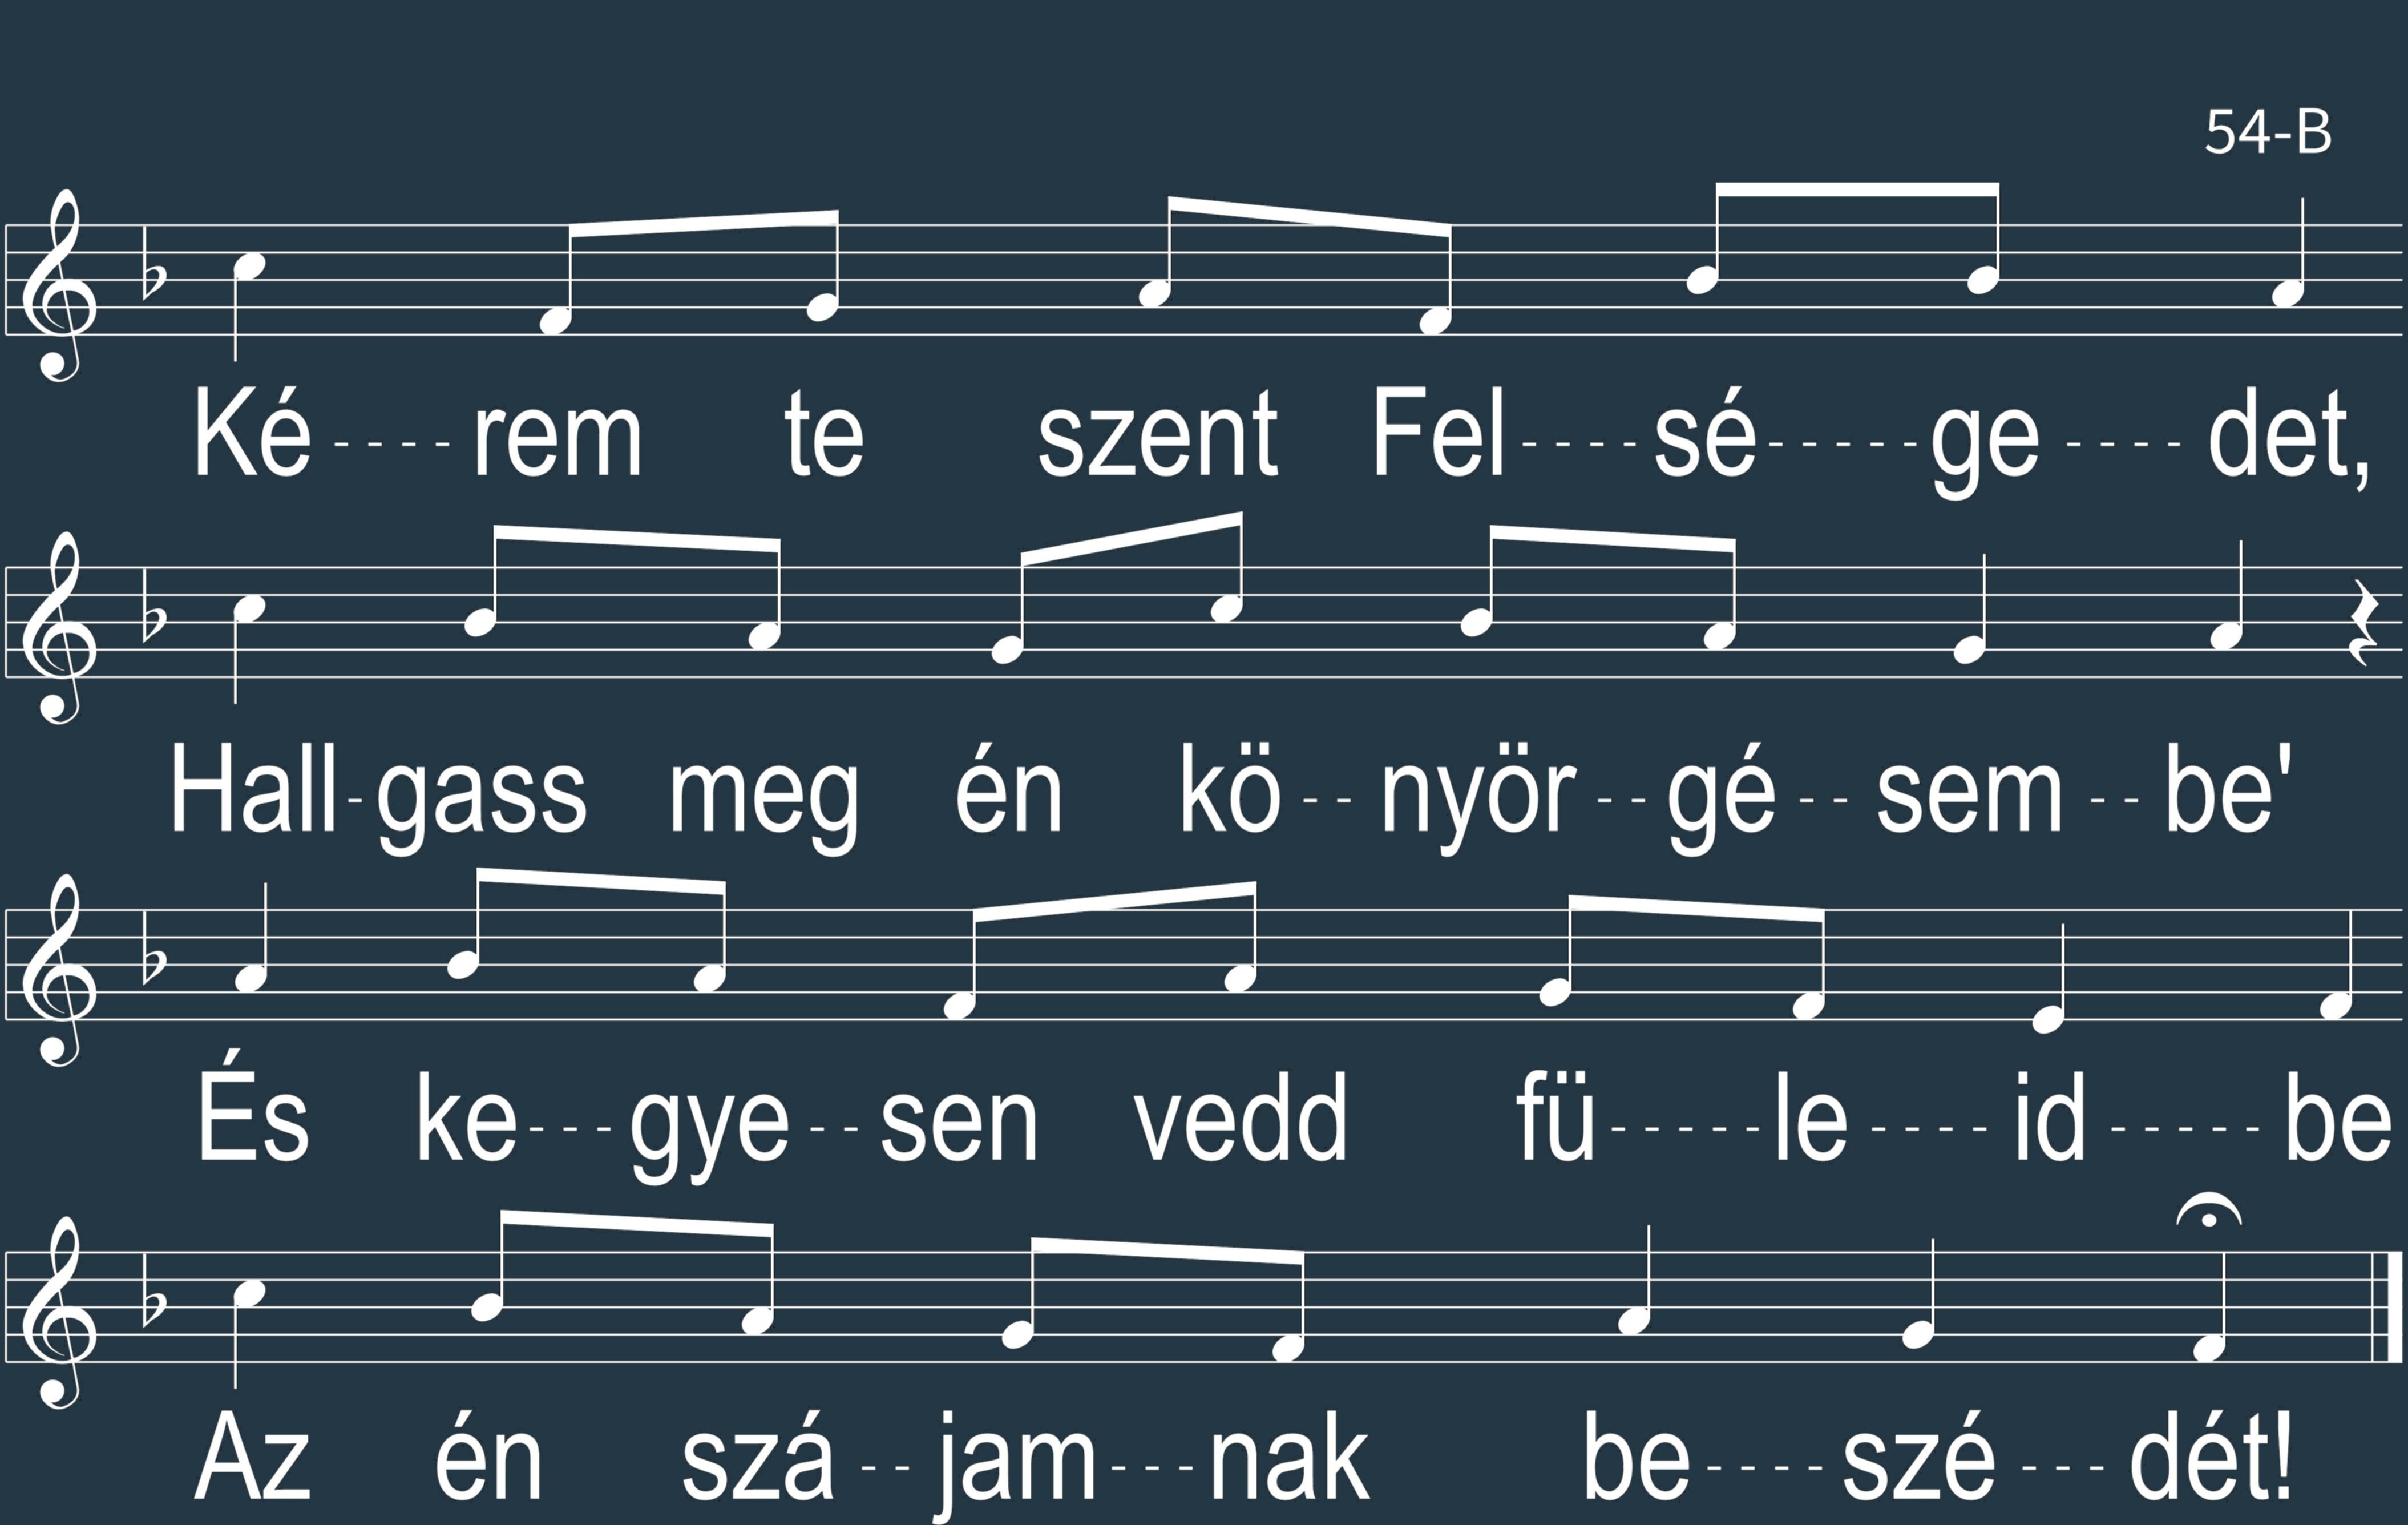 54-B
Ké----rem te szent Fel----sé-----ge----det,
Hall-gass meg én kö--nyör--gé--sem--be'
És ke---gye--sen vedd fü-----le----id-----be
Az én szá--jam---nak be----szé---dét!